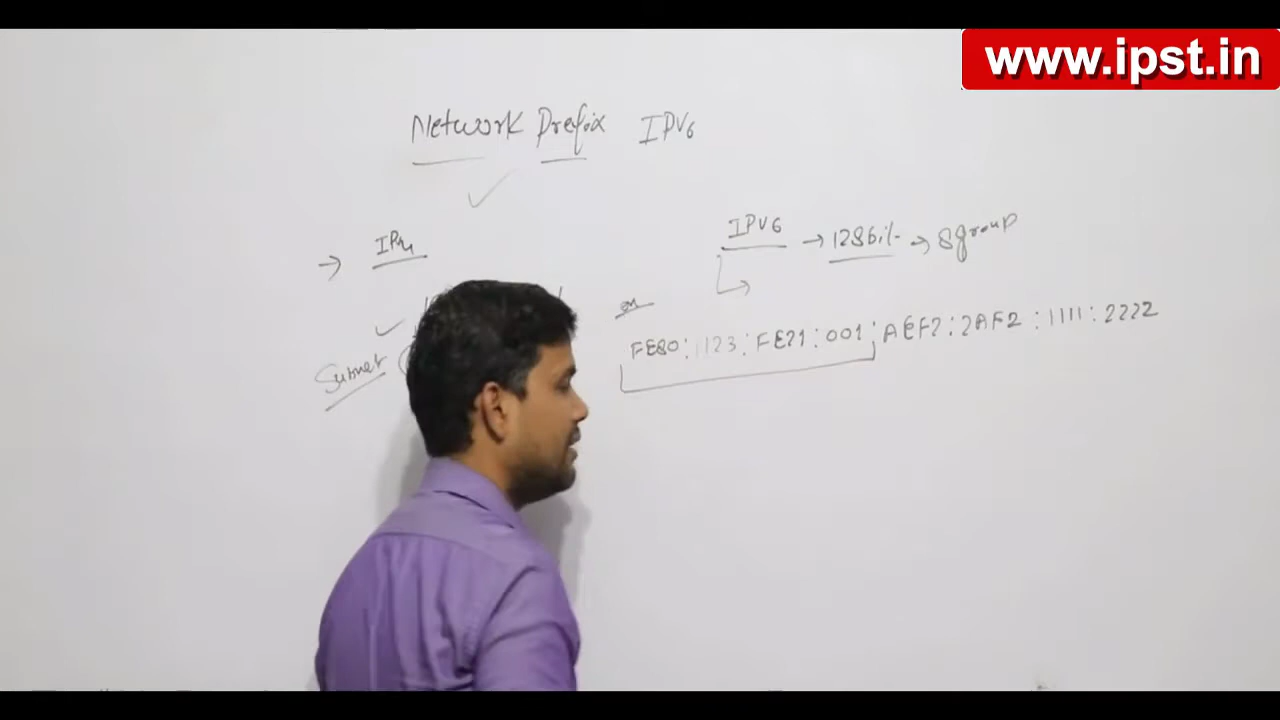 www.ipst.in
Network Prefix IPV6
IPV4
IPV6 → 128bit → 8group
FE80:1123:FE21:001:AEF2:2AF2:1111:2222
Subnet